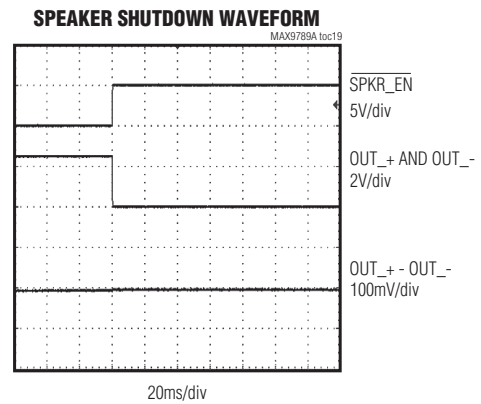 SPEAKER SHUTDOWN WAVEFORM
MAX9789A toc19
SPKR_EN
5V/div
OUT_+ AND OUT_-
2V/div
OUT_+ - OUT_-
100mV/div
20ms/div